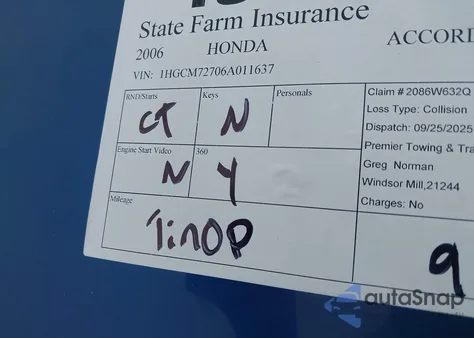 State Farm Insurance
2006 HONDA ACCORD
VIN: 1HGCM72706A011637
RND/Starts Keys Personals
CT N
Engine Start Video 360
N Y
Mileage
TinOP
Claim # 2086W632Q
Loss Type: Collision
Dispatch: 09/25/2025
Premier Towing & Tra
Greg Norman
Windsor Mill,21244
Charges: No
9
autoSnap